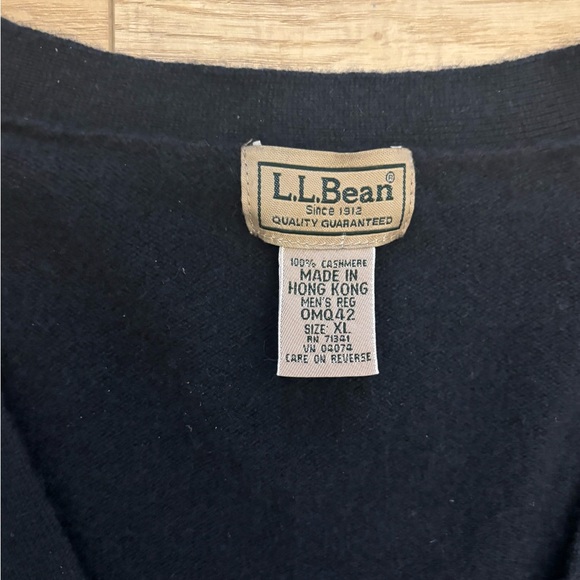 L.L.Bean®
Since 1912
QUALITY GUARANTEED
100% CASHMERE
MADE IN
HONG KONG
MEN'S REG
OMQ42
SIZE: XL
RN 71341
VN 04074
CARE ON REVERSE